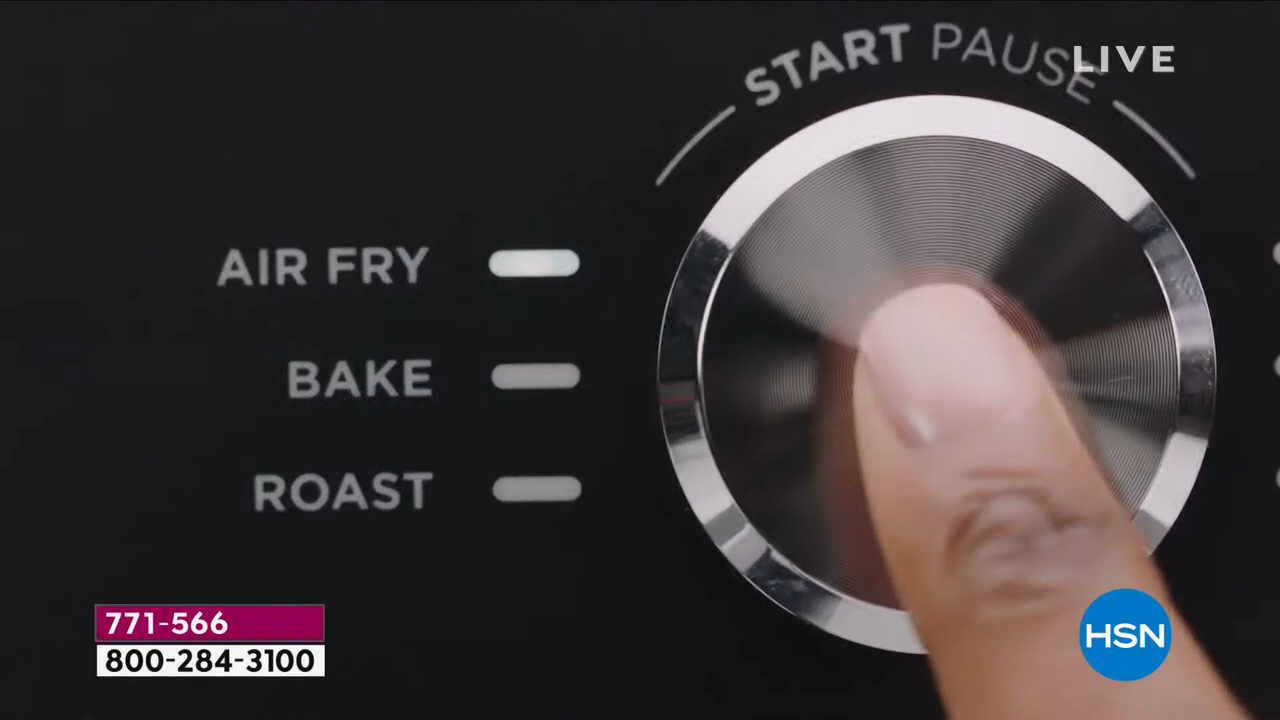 START PAUSE
LIVE
AIR FRY
BAKE
ROAST
771-566
800-284-3100
HSN